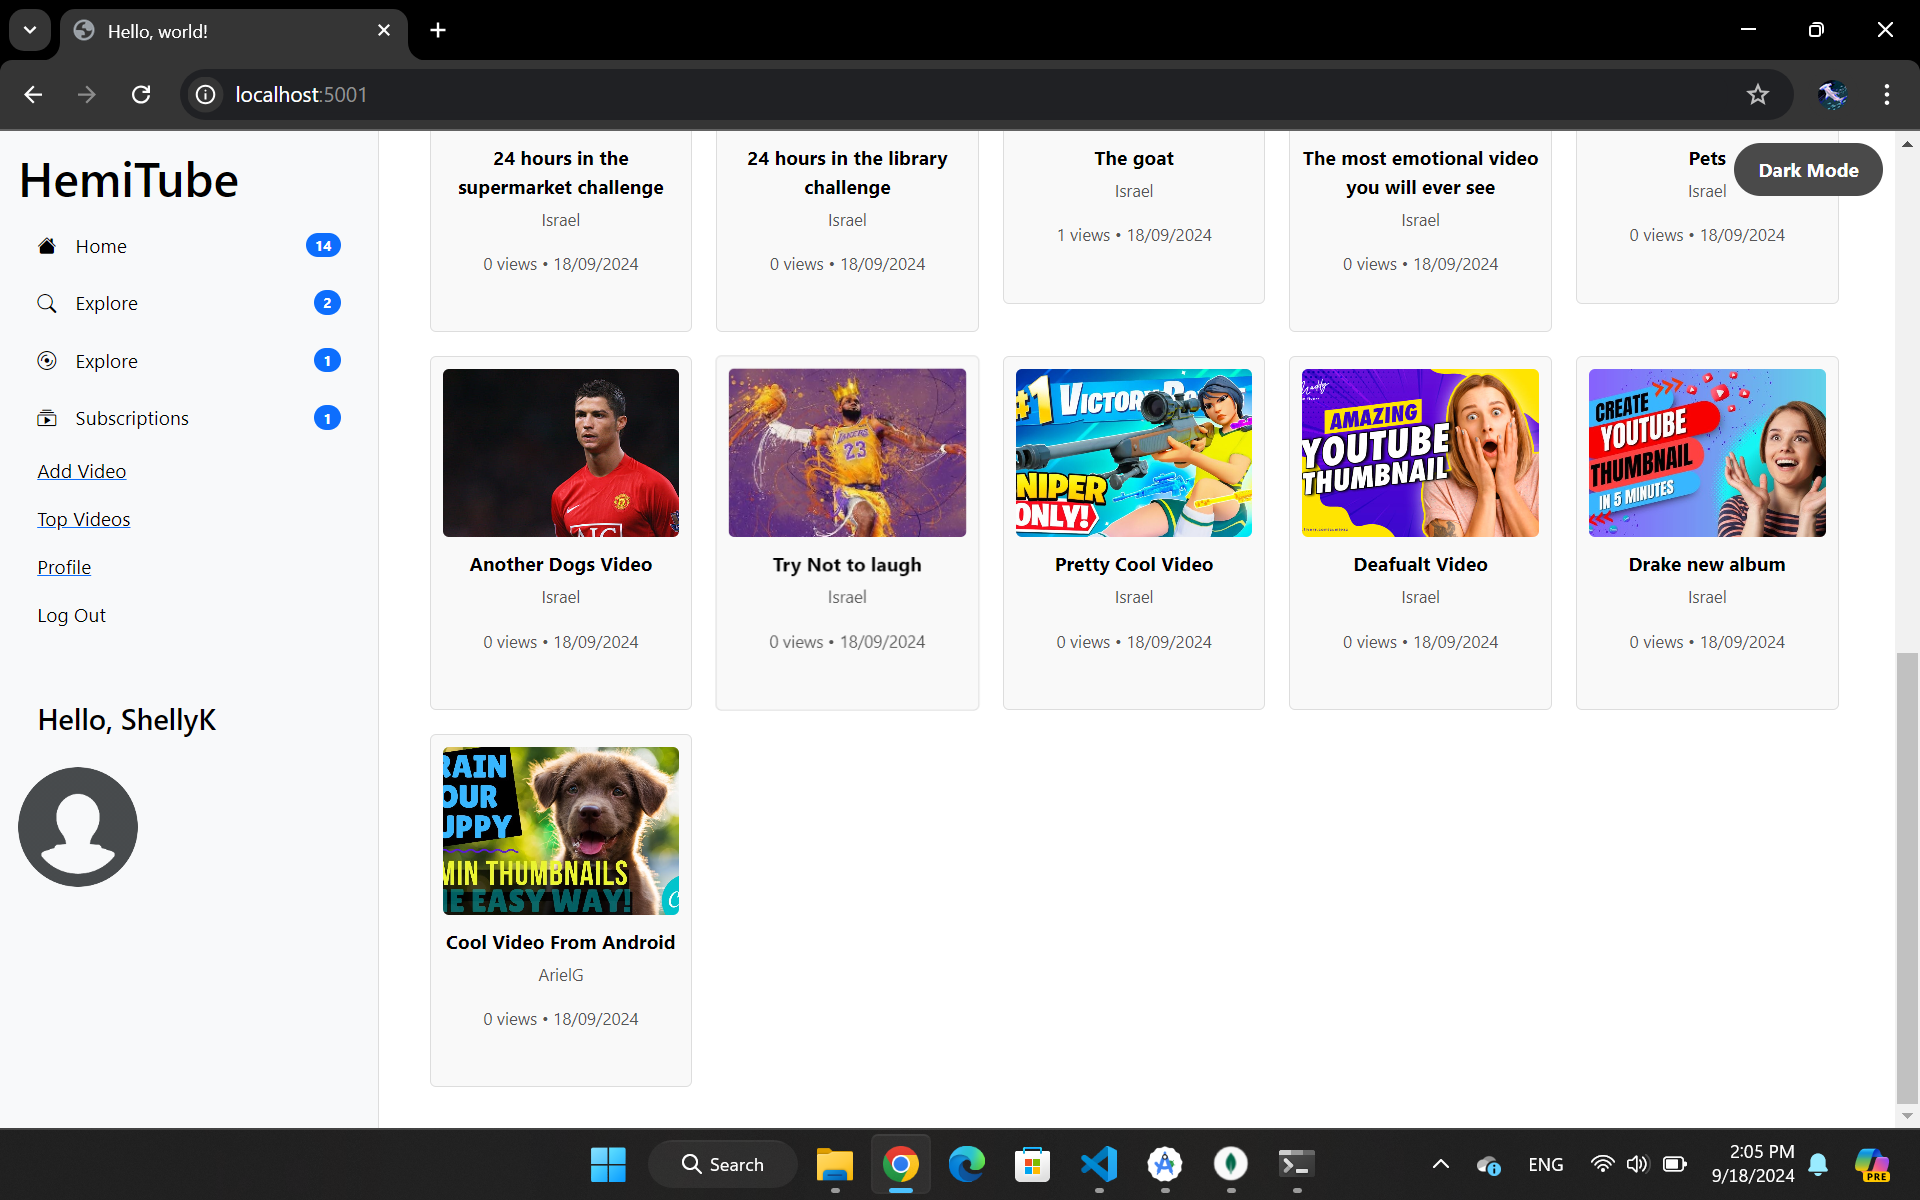 Hello, world!
localhost:5001
HemiTube
Home 14
Explore 2
Explore 1
Subscriptions 1
Add Video
Top Videos
Profile
Log Out
Hello, ShellyK
Dark Mode
24 hours in the
supermarket challenge
Israel
0 views • 18/09/2024
24 hours in the library
challenge
Israel
0 views • 18/09/2024
The goat
Israel
1 views • 18/09/2024
The most emotional video
you will ever see
Israel
0 views • 18/09/2024
Pets
Israel
0 views • 18/09/2024
Another Dogs Video
Israel
0 views • 18/09/2024
LAKERS
23
Try Not to laugh
Israel
0 views • 18/09/2024
#1 VICTORY
SNIPER
ONLY!
Pretty Cool Video
Israel
0 views • 18/09/2024
AMAZING
YOUTUBE
THUMBNAIL
Deafualt Video
Israel
0 views • 18/09/2024
CREATE
YOUTUBE
THUMBNAIL
IN 5 MINUTES
Drake new album
Israel
0 views • 18/09/2024
RAIN
OUR
UPPY
MIN THUMBNAILS
HE EASY WAY!
Cool Video From Android
ArielG
0 views • 18/09/2024
Search
ENG
2:05 PM
9/18/2024
PRE